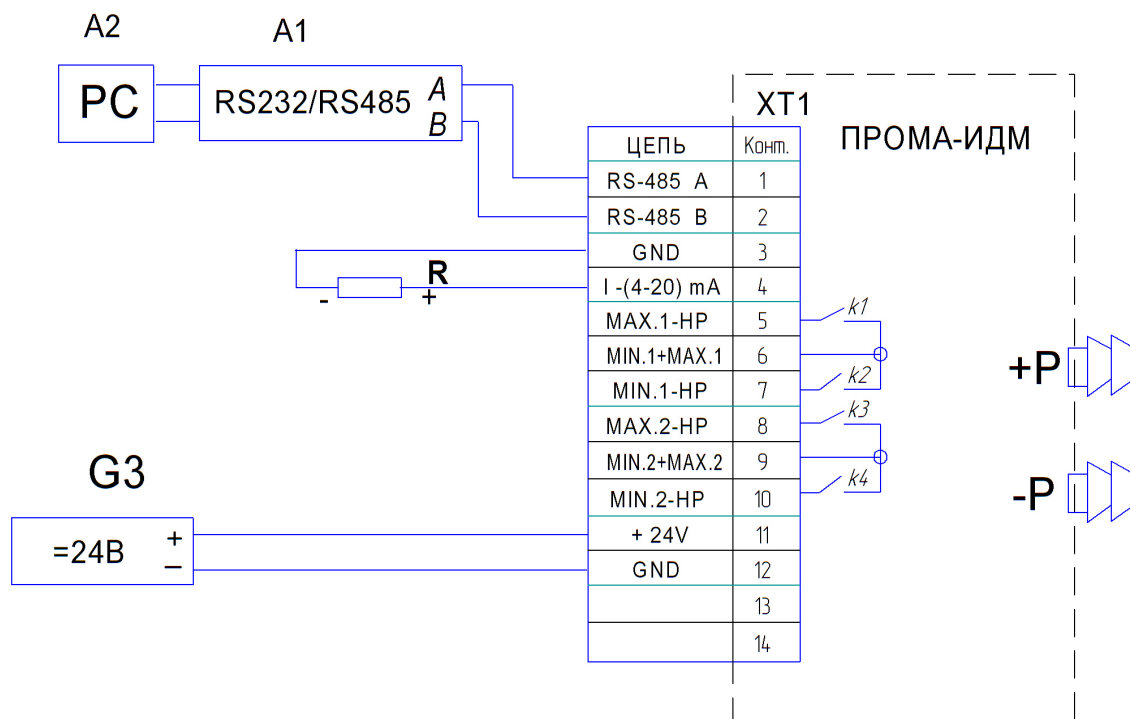 A2
A1
PC
RS232/RS485
A
B
XT1
ПРОМА-ИДМ
ЦЕПЬ Конт.
RS-485 A 1
RS-485 B 2
GND 3
I -(4-20) mA 4
MAX.1-HP 5
MIN.1+MAX.1 6
MIN.1-HP 7
MAX.2-HP 8
MIN.2+MAX.2 9
MIN.2-HP 10
+ 24V 11
GND 12
13
14
R
- +
k1
k2
k3
k4
+P
-P
G3
=24В
+
–